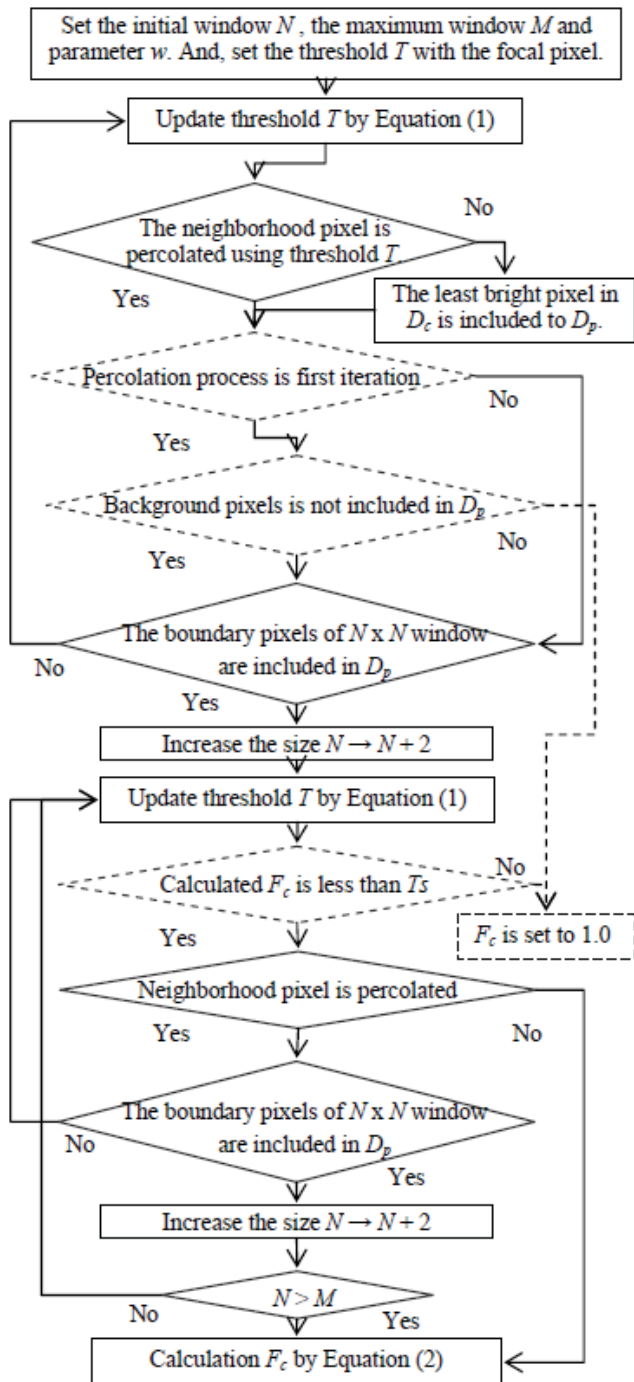 Set the initial window N , the maximum window M and
parameter w. And, set the threshold T with the focal pixel.
Update threshold T by Equation (1)
No
The neighborhood pixel is
percolated using threshold T
Yes
The least bright pixel in
Dc is included to Dp.
Percolation process is first iteration
No
Yes
Background pixels is not included in Dp
No
Yes
The boundary pixels of N x N window
are included in Dp
No
Yes
Increase the size N → N + 2
Update threshold T by Equation (1)
No
Calculated Fc is less than Ts
Fc is set to 1.0
Yes
Neighborhood pixel is percolated
Yes
No
The boundary pixels of N x N window
are included in Dp
No
Yes
Increase the size N → N + 2
N > M
No
Yes
Calculation Fc by Equation (2)